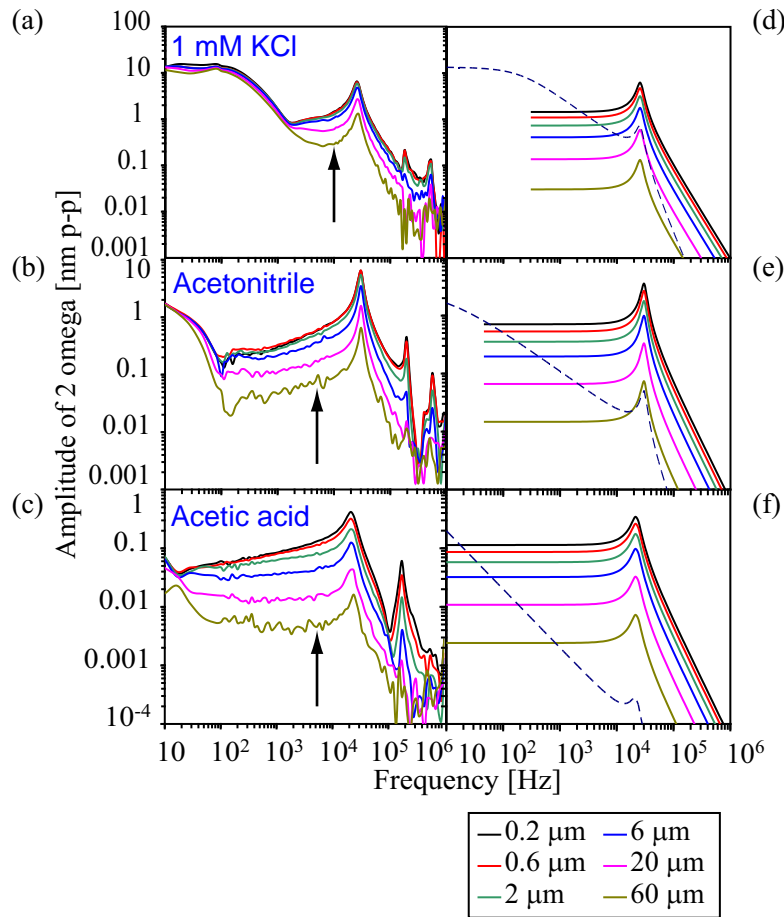 (a)
(d)
1 mM KCl
100
10
1
0.1
0.01
0.001
(b)
(e)
Acetonitrile
10
1
0.1
0.01
0.001
(c)
(f)
Acetic acid
1
0.1
0.01
0.001
10-4
Amplitude of 2 omega [nm p-p]
10 10² 10³ 10⁴ 10⁵ 10⁶ 10² 10³ 10⁴ 10⁵ 10⁶
Frequency [Hz]
0.2 µm 6 µm
0.6 µm 20 µm
2 µm 60 µm